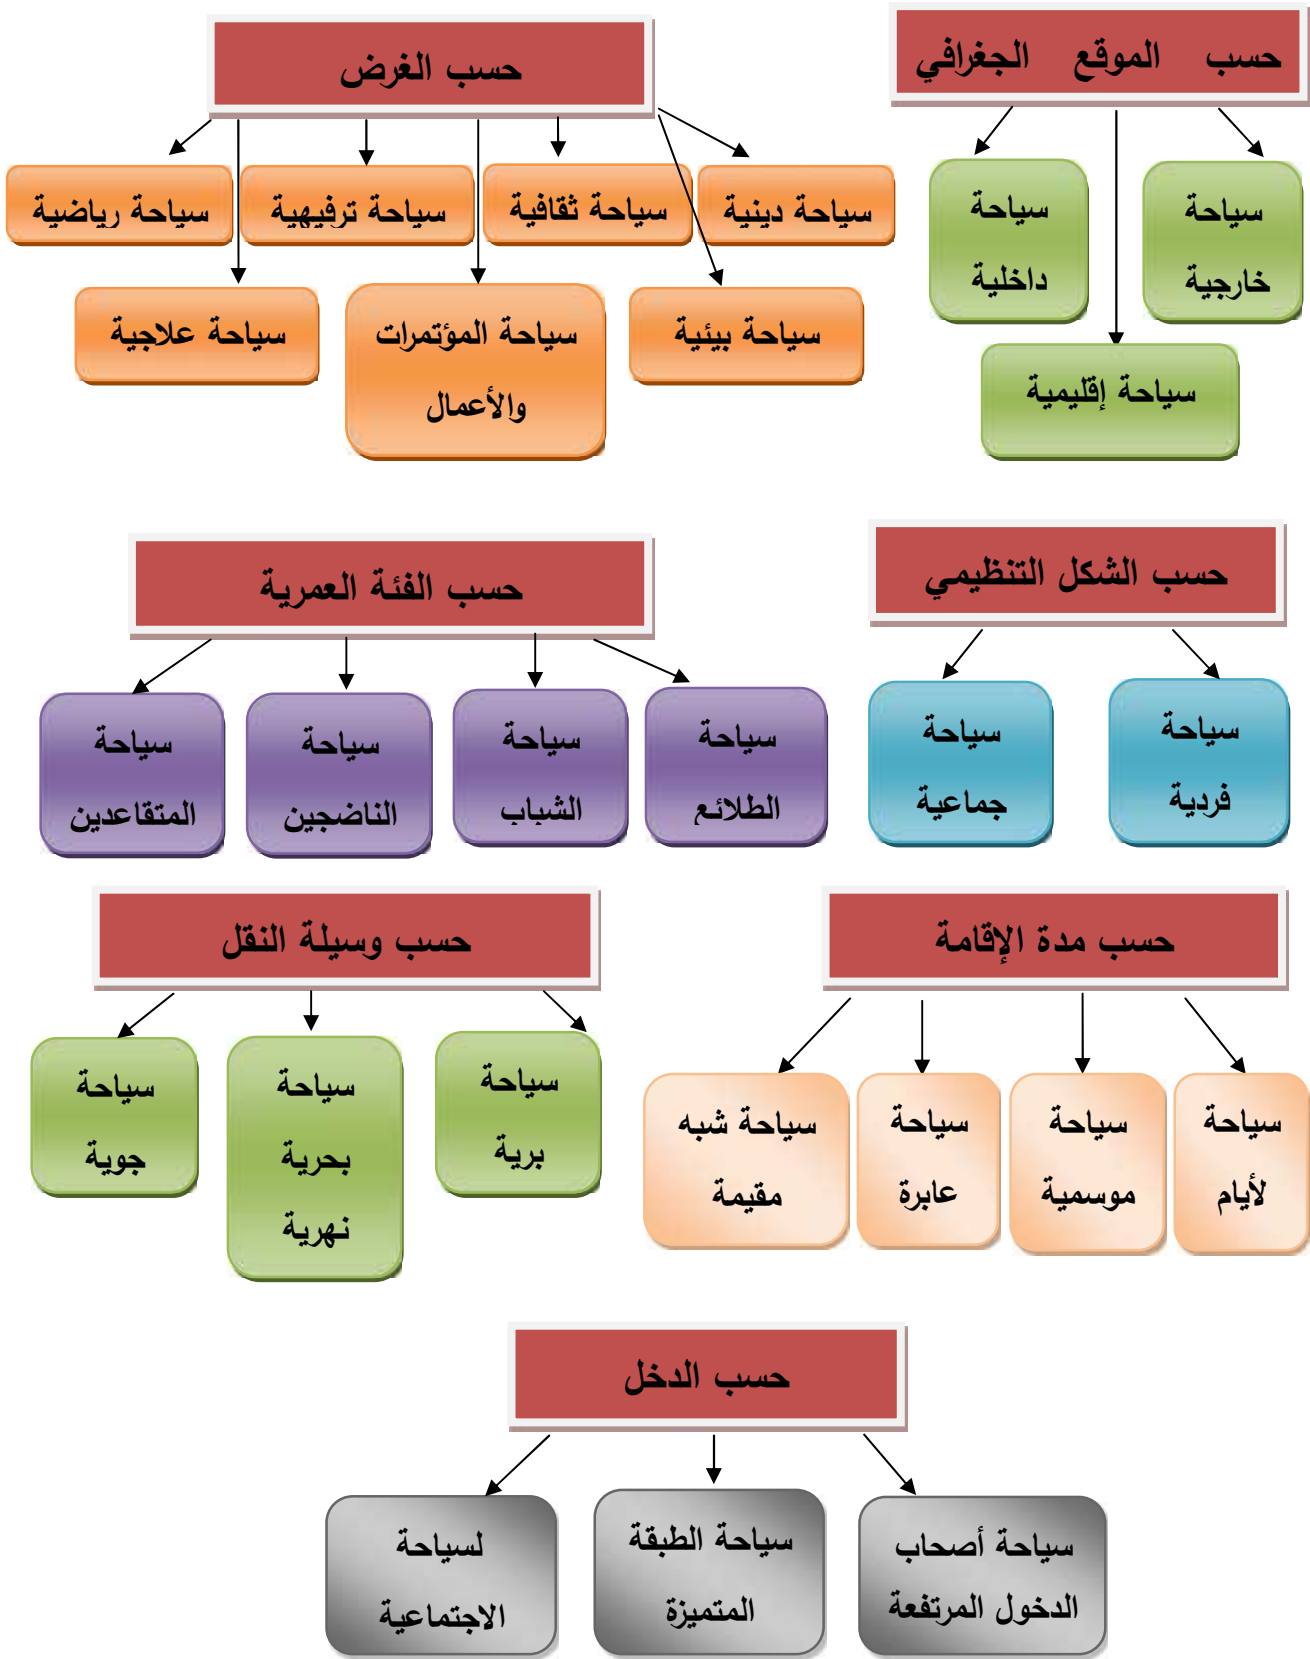 حسب الموقع الجغرافي
سياحة
خارجية
سياحة
داخلية
سياحة إقليمية
حسب الغرض
سياحة دينية
سياحة ثقافية
سياحة ترفيهية
سياحة رياضية
سياحة بيئية
سياحة المؤتمرات
والأعمال
سياحة علاجية
حسب الشكل التنظيمي
سياحة
فردية
سياحة
جماعية
حسب الفئة العمرية
سياحة
الطلائع
سياحة
الشباب
سياحة
الناضجين
سياحة
المتقاعدين
حسب مدة الإقامة
سياحة
لأيام
سياحة
موسمية
سياحة
عابرة
سياحة شبه
مقيمة
حسب وسيلة النقل
سياحة
برية
سياحة
بحرية
نهرية
سياحة
جوية
حسب الدخل
سياحة أصحاب
الدخول المرتفعة
سياحة الطبقة
المتميزة
لسياحة
الاجتماعية